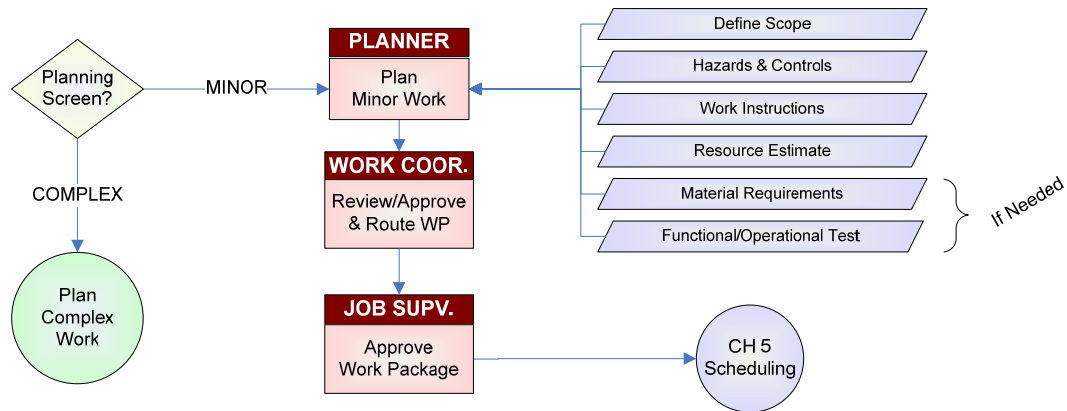 Planning
Screen?
MINOR
COMPLEX
Plan
Complex
Work
PLANNER
Plan
Minor Work
WORK COOR.
Review/Approve
& Route WP
JOB SUPV.
Approve
Work Package
Define Scope
Hazards & Controls
Work Instructions
Resource Estimate
Material Requirements
Functional/Operational Test
If Needed
CH 5
Scheduling